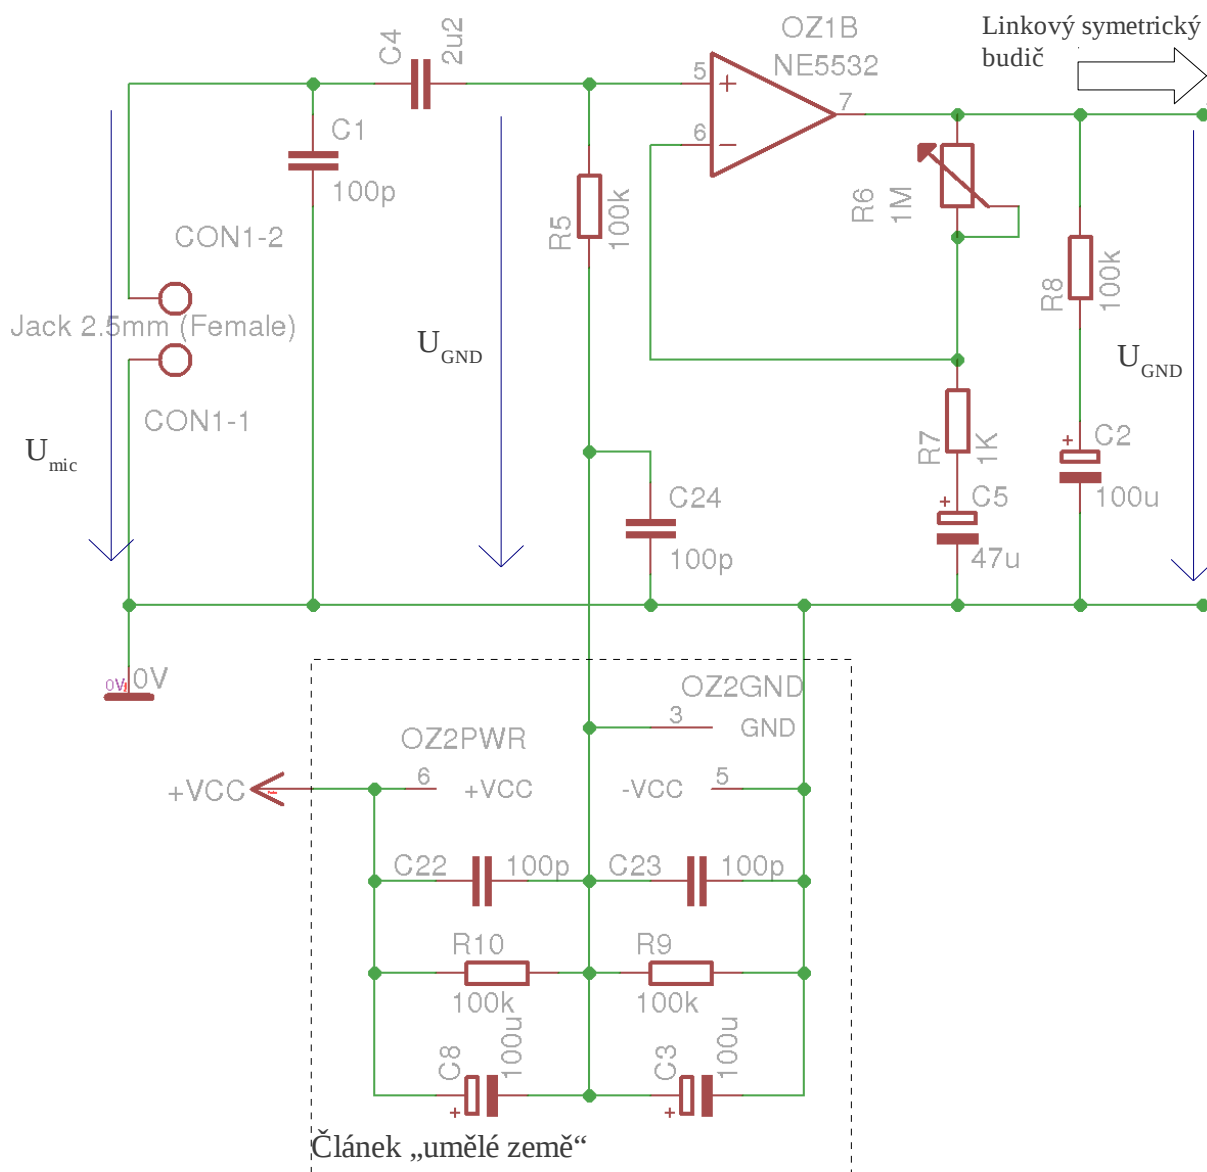 Linkový symetrický
budič
OZ1B
NE5532
C4
2u2
5
+
7
6
-
C1
100p
R5
100k
R6
1M
CON1-2
Jack 2.5mm (Female)
CON1-1
U mic
U GND
R8
100k
U GND
R7
1K
C2
100u
+
C24
100p
C5
47u
+
0V
0V
OZ2GND
3
GND
OZ2PWR
+VCC
6
+VCC
-VCC
5
C22
100p
C23
100p
R10
100k
R9
100k
C8
100u
+
C3
100u
+
Článek „umělé země“